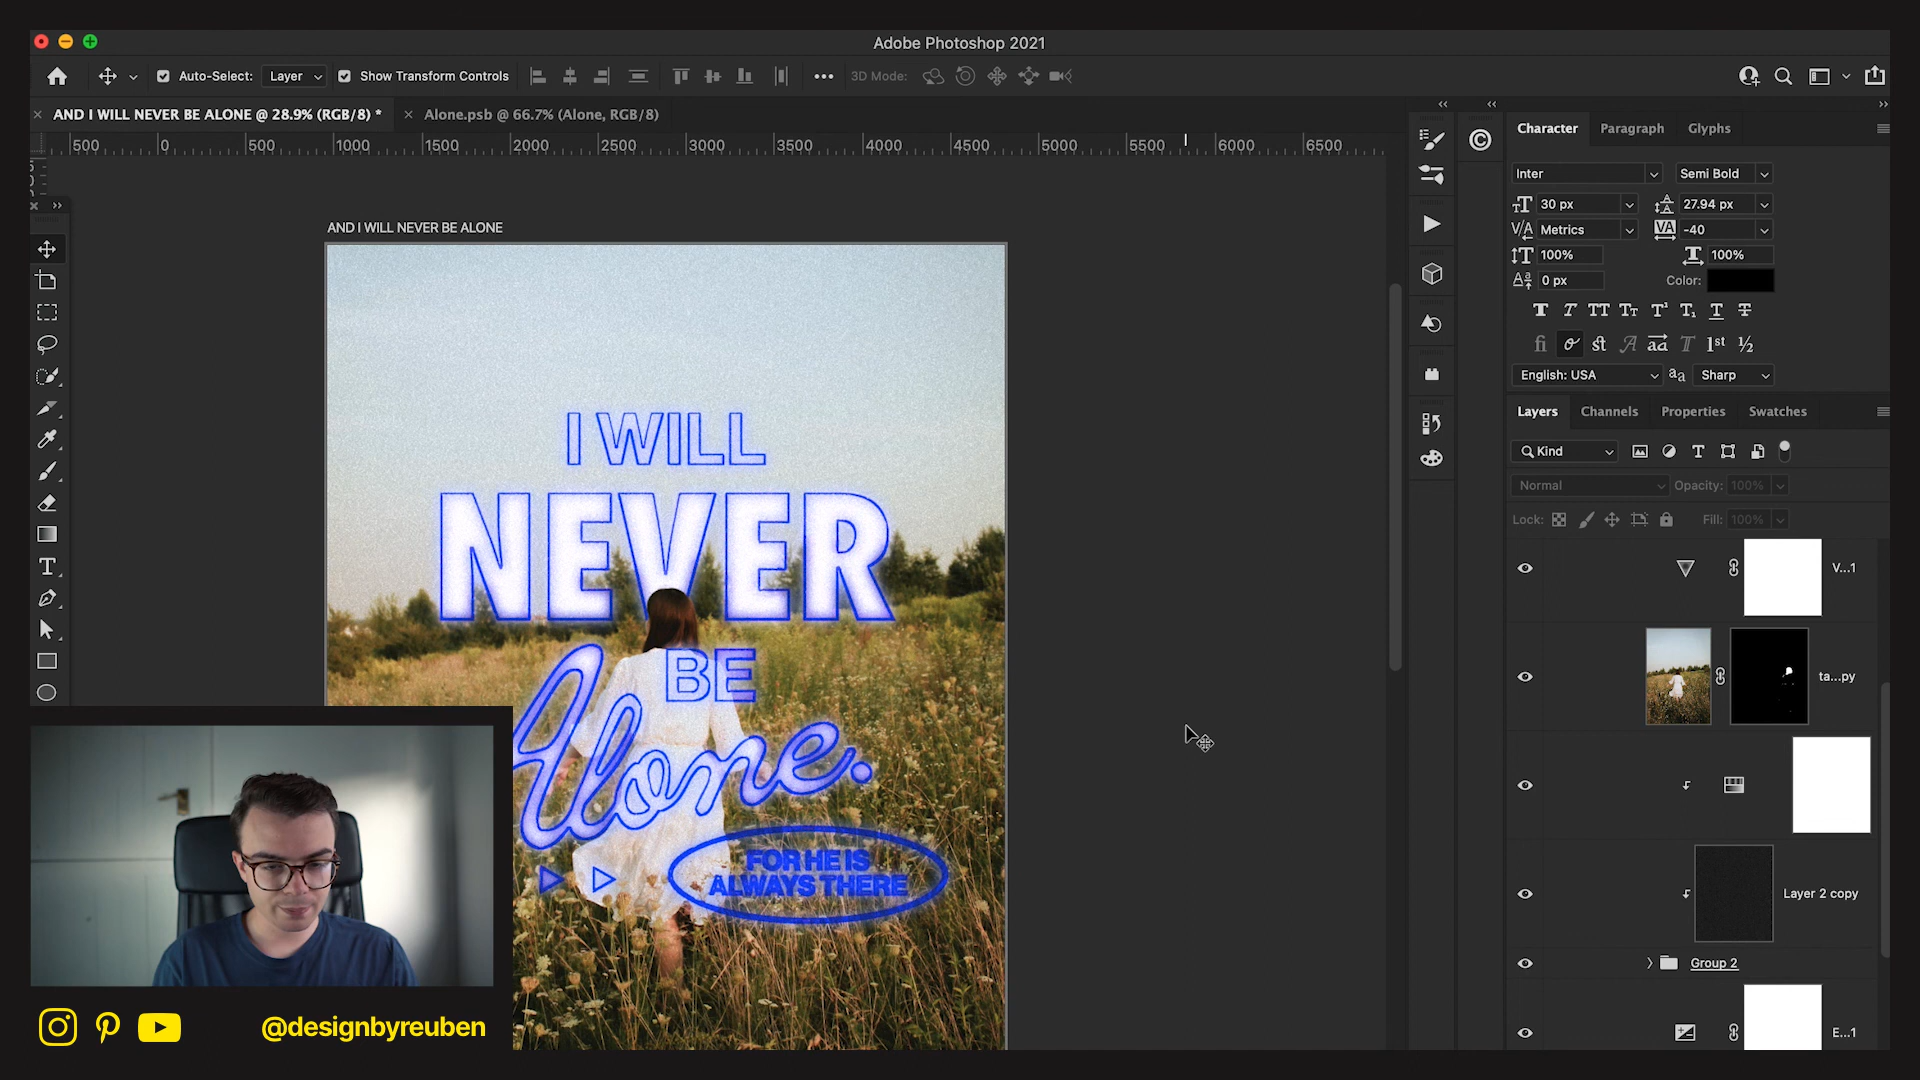 Adobe Photoshop 2021
Auto-Select: Layer Show Transform Controls 3D Mode:
AND I WILL NEVER BE ALONE @ 28.9% (RGB/8) * Alone.psb @ 66.7% (Alone, RGB/8)
500 0 500 1000 1500 2000 2500 3000 3500 4000 4500 5000 5500 6000 6500
AND I WILL NEVER BE ALONE
I WILL
NEVER
BE
Alone.
FOR HE IS
ALWAYS THERE
@designbyreuben
Character Paragraph Glyphs
Inter Semi Bold
30 px 27.94 px
Metrics -40
100% 100%
0 px Color:
English: USA Sharp
Layers Channels Properties Swatches
Kind
Normal Opacity: 100%
Lock: Fill: 100%
V...1
ta...py
Layer 2 copy
Group 2
E...1